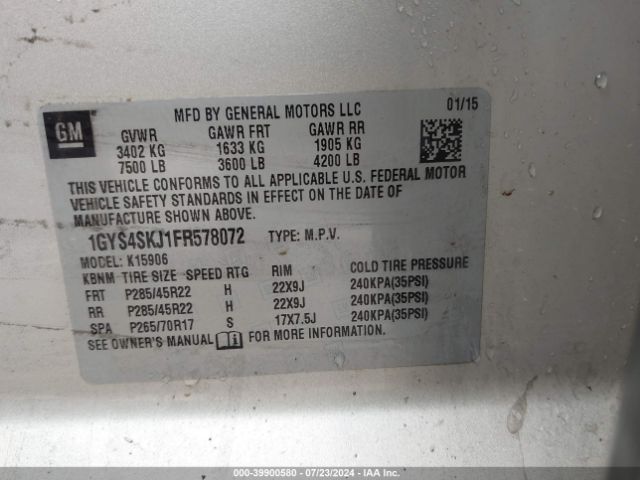 MFD BY GENERAL MOTORS LLC 01/15
GM
GVWR GAWR FRT GAWR RR
3402 KG 1633 KG 1905 KG
7500 LB 3600 LB 4200 LB
THIS VEHICLE CONFORMS TO ALL APPLICABLE U.S. FEDERAL MOTOR
VEHICLE SAFETY STANDARDS IN EFFECT ON THE DATE OF
MANUFACTURE SHOWN ABOVE.
1GYS4SKJ1FR578072 TYPE: M.P.V.
MODEL: K15906
KBNM TIRE SIZE SPEED RTG RIM COLD TIRE PRESSURE
FRT P285/45R22 H 22X9J 240KPA(35PSI)
RR P285/45R22 H 22X9J 240KPA(35PSI)
SPA P265/70R17 S 17X7.5J 240KPA(35PSI)
SEE OWNER'S MANUAL i FOR MORE INFORMATION.
000-39900580 - 07/23/2024 - IAA Inc.